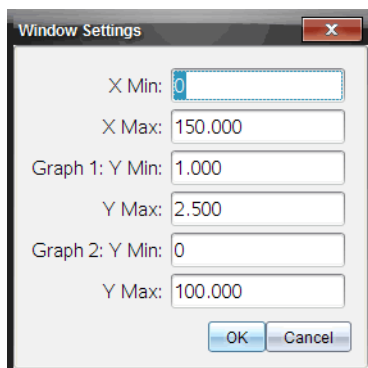 Window Settings
X
X Min: 0
X Max: 150.000
Graph 1: Y Min: 1.000
Y Max: 2.500
Graph 2: Y Min: 0
Y Max: 100.000
OK Cancel